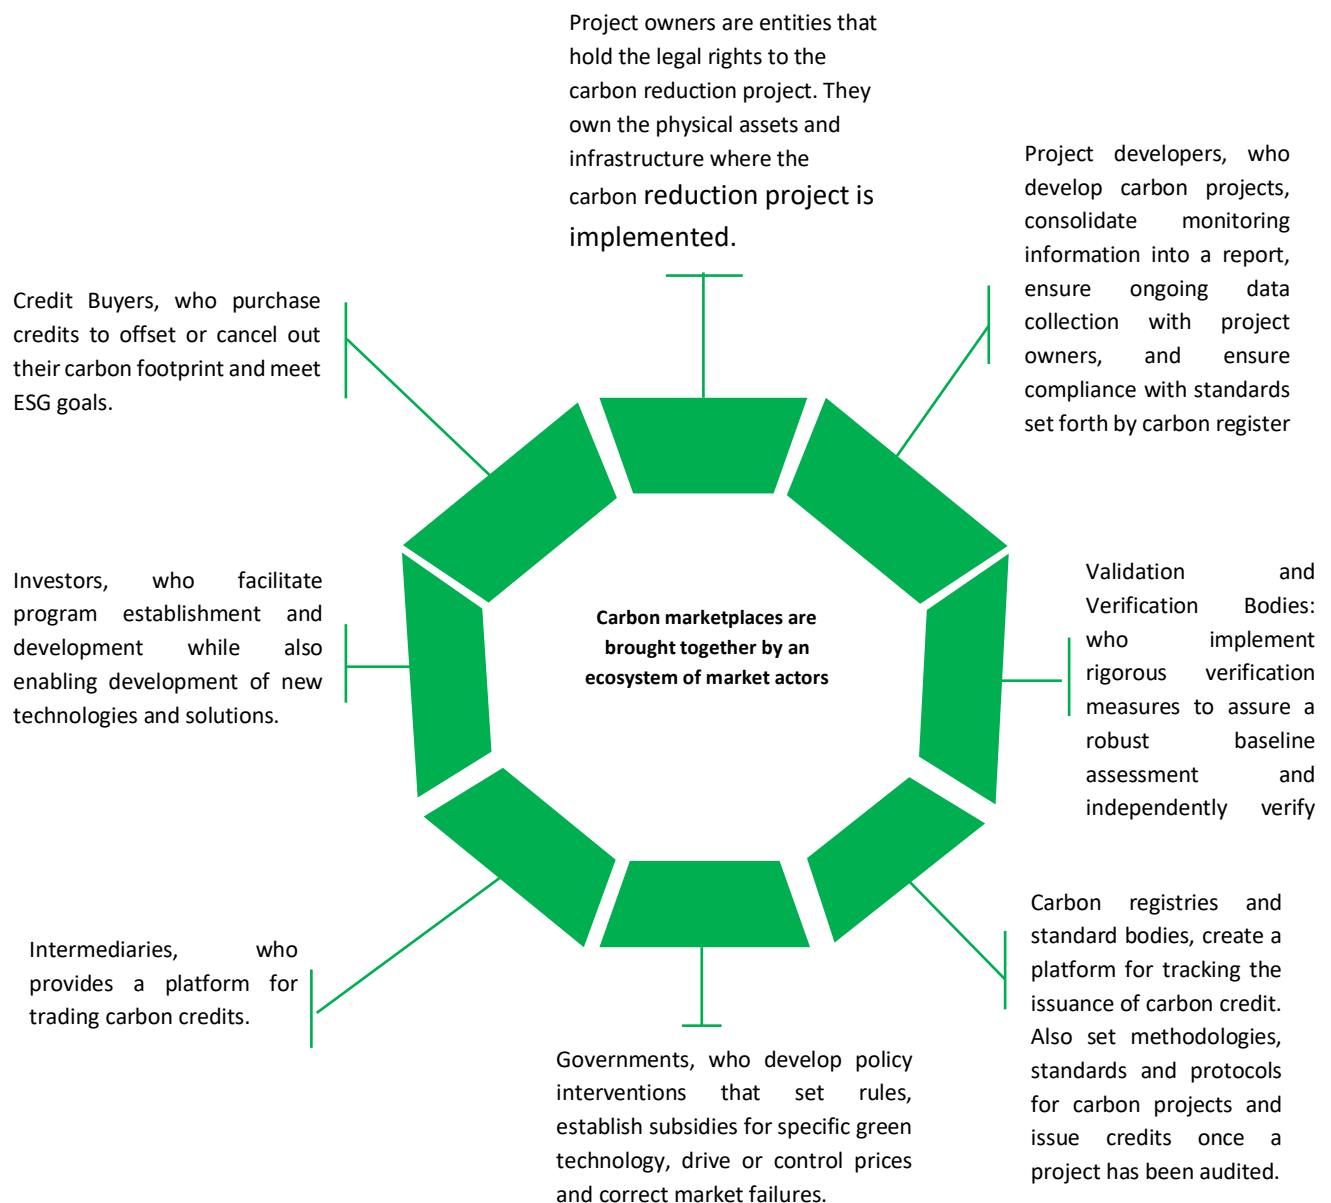 Project owners are entities that
hold the legal rights to the
carbon reduction project. They
own the physical assets and
infrastructure where the
carbon reduction project is
implemented.
Project developers, who
develop carbon projects,
consolidate monitoring
information into a report,
ensure ongoing data
collection with project
owners, and ensure
compliance with standards
set forth by carbon register
Validation and
Verification Bodies:
who implement
rigorous verification
measures to assure a
robust baseline
assessment and
independently verify
Carbon registries and
standard bodies, create a
platform for tracking the
issuance of carbon credit.
Also set methodologies,
standards and protocols
for carbon projects and
issue credits once a
project has been audited.
Governments, who develop policy
interventions that set rules,
establish subsidies for specific green
technology, drive or control prices
and correct market failures.
Intermediaries, who
provides a platform for
trading carbon credits.
Investors, who facilitate
program establishment and
development while also
enabling development of new
technologies and solutions.
Credit Buyers, who purchase
credits to offset or cancel out
their carbon footprint and meet
ESG goals.
Carbon marketplaces are
brought together by an
ecosystem of market actors